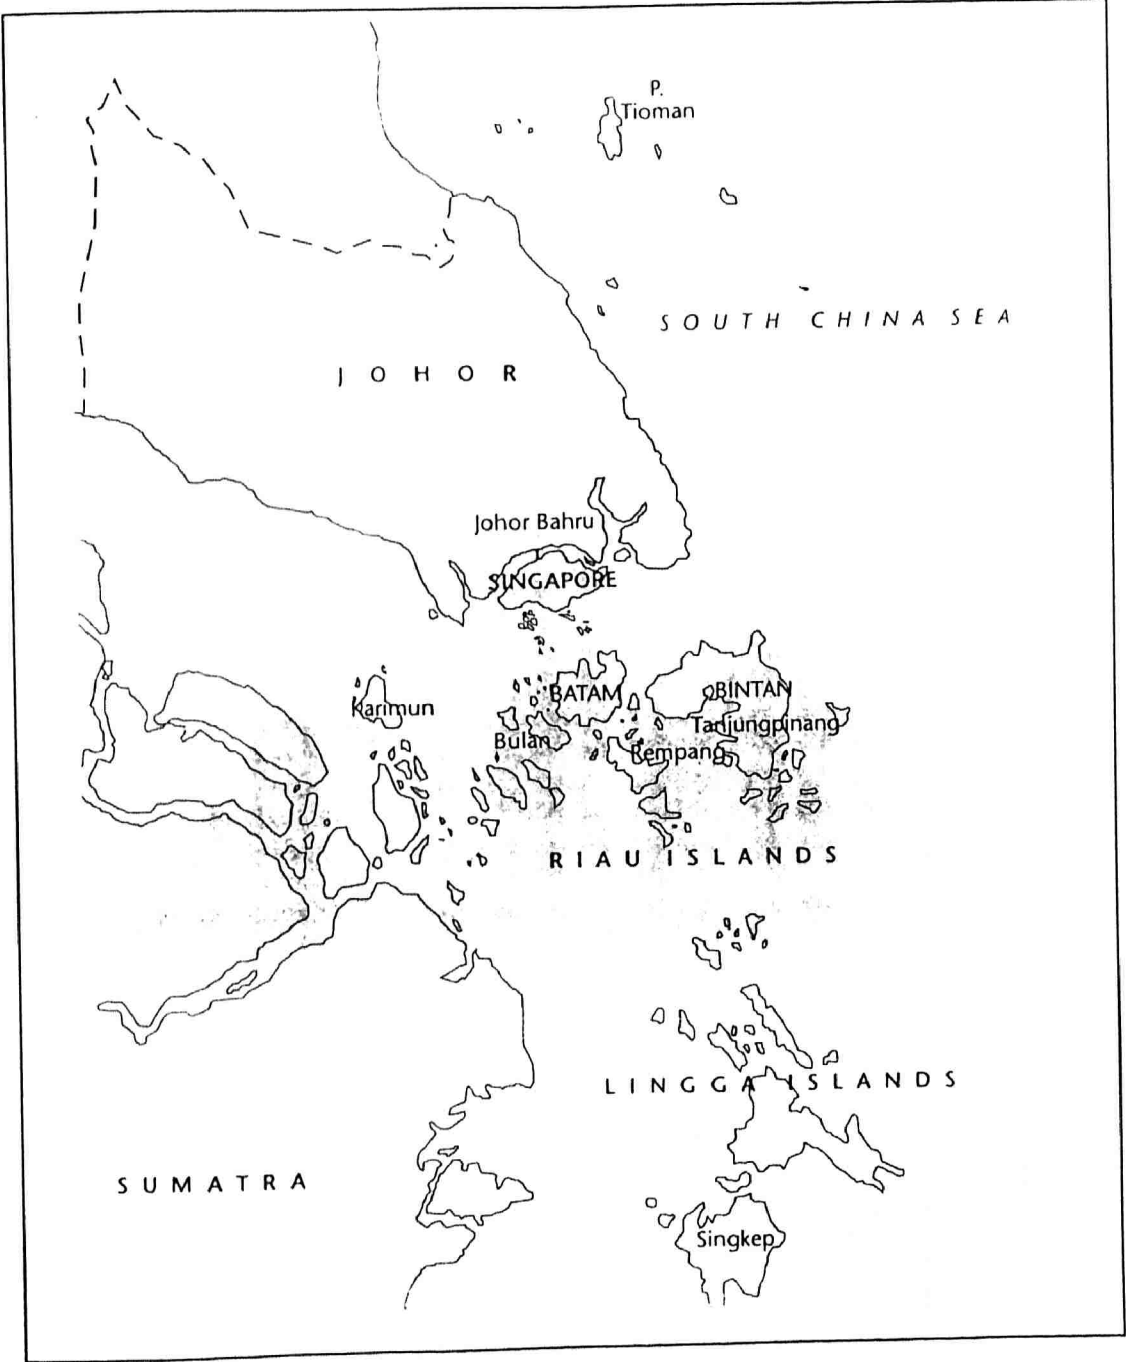 P.
Tioman
SOUTH CHINA SEA
JOHOR
Johor Bahru
SINGAPORE
BATAM
BINTAN
Karimun
Tanjungpinang
Bulan
Rempang
RIAU ISLANDS
LINGGA ISLANDS
SUMATRA
Singkep